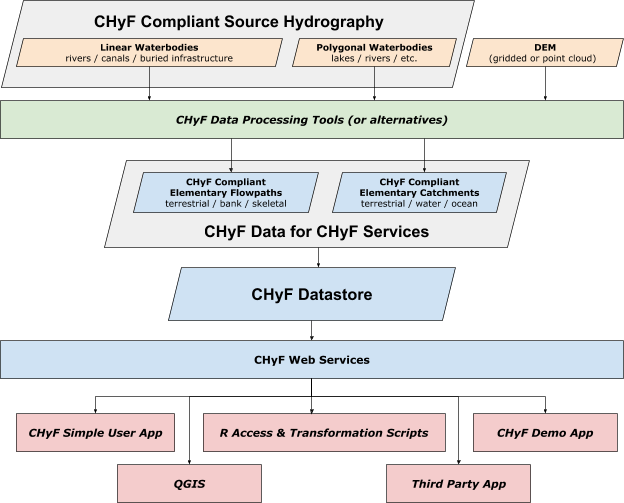 CHyF Compliant Source Hydrography
Linear Waterbodies
rivers / canals / buried infrastructure
Polygonal Waterbodies
lakes / rivers / etc.
DEM
(gridded or point cloud)
CHyF Data Processing Tools (or alternatives)
CHyF Compliant
Elementary Flowpaths
terrestrial / bank / skeletal
CHyF Compliant
Elementary Catchments
terrestrial / water / ocean
CHyF Data for CHyF Services
CHyF Datastore
CHyF Web Services
CHyF Simple User App
R Access & Transformation Scripts
CHyF Demo App
QGIS
Third Party App